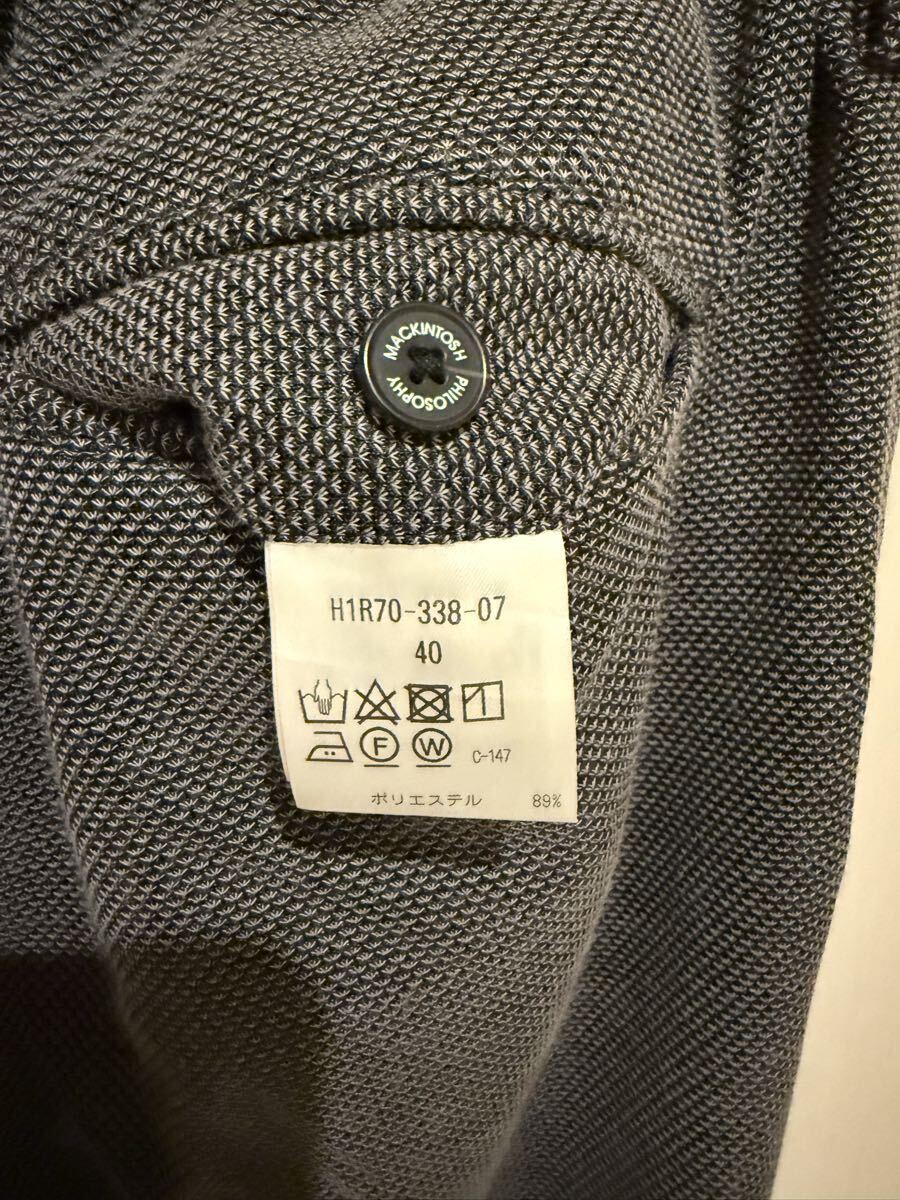 MACKINTOSH
PHILOSOPHY
H1R70-338-07
40
F W C-147
ポリエステル 89%